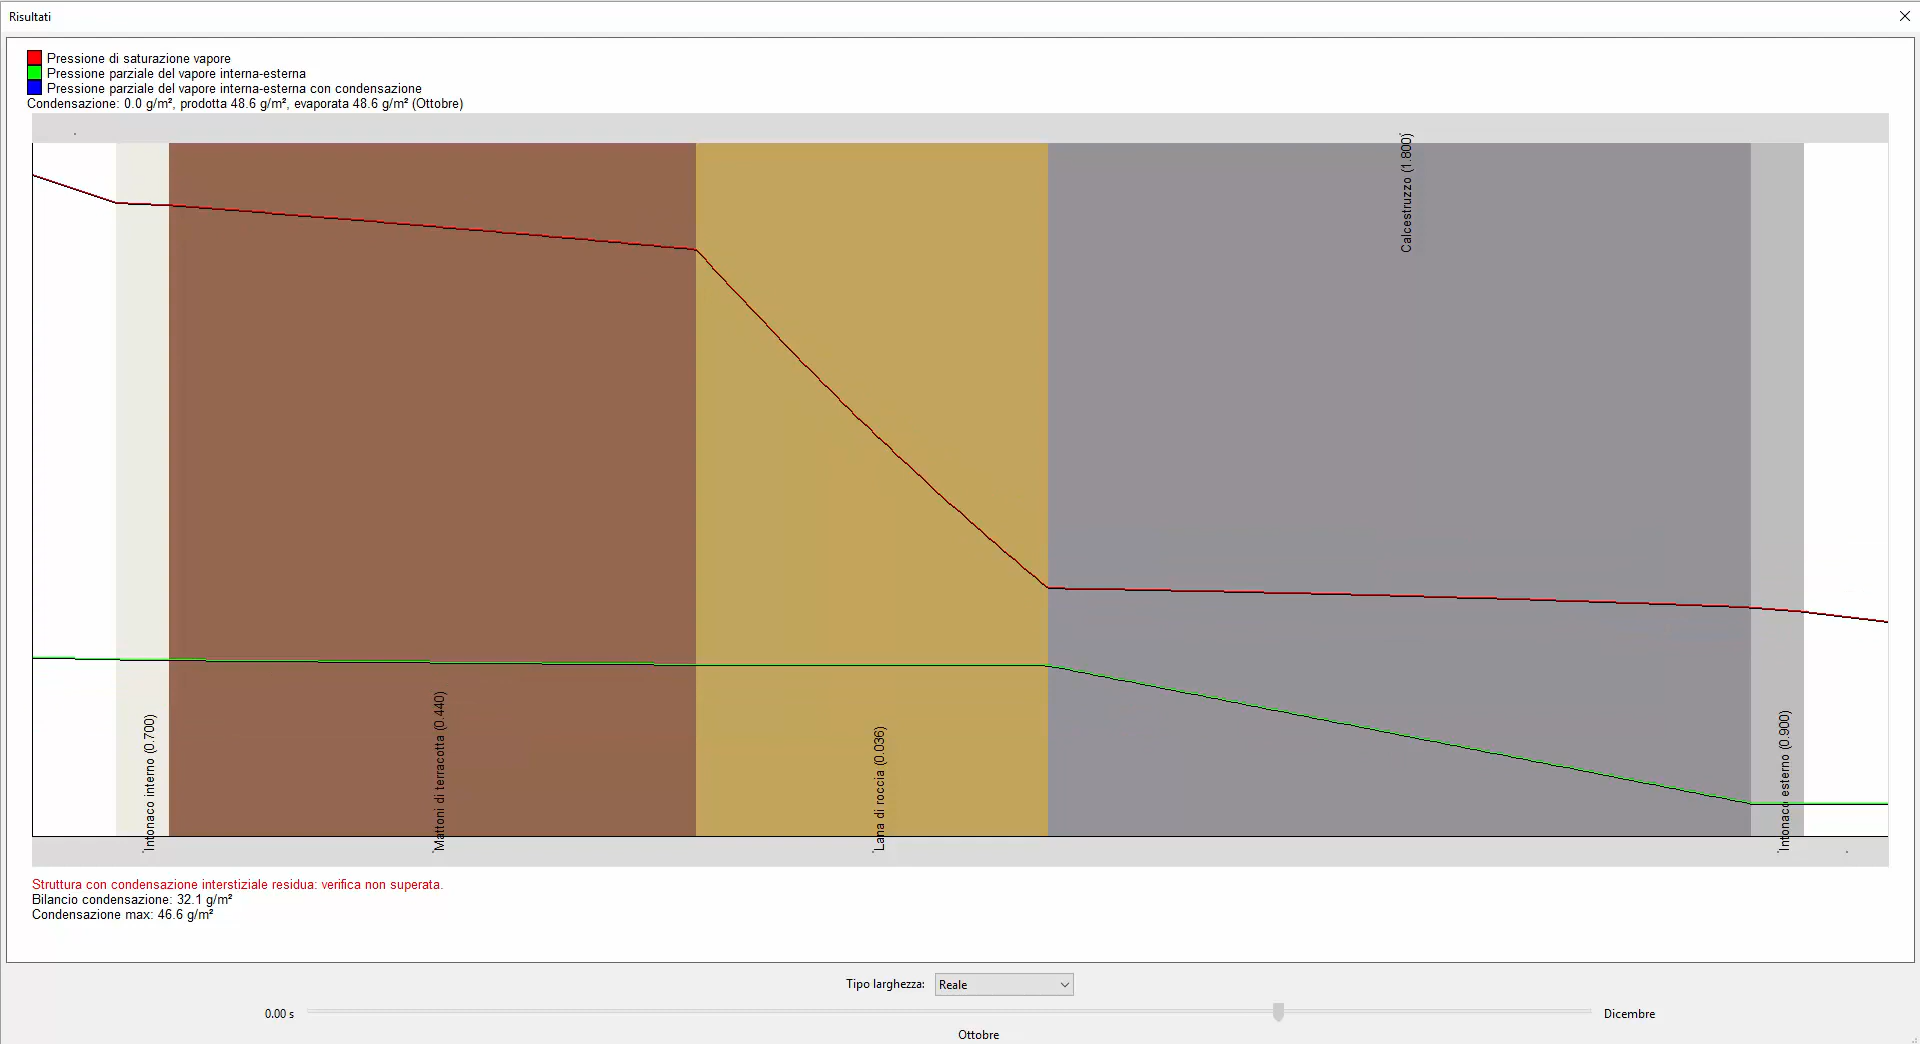 Risultati
Pressione di saturazione vapore
Pressione parziale del vapore interna-esterna
Pressione parziale del vapore interna-esterna con condensazione
Condensazione: 0.0 g/m², prodotta 48.6 g/m², evaporata 48.6 g/m² (Ottobre)
Intonaco interno (0.700)
Mattoni di terracotta (0.440)
Lana di roccia (0.036)
Calcestruzzo (1.800)
Intonaco esterno (0.900)
Struttura con condensazione interstiziale residua: verifica non superata.
Bilancio condensazione: 32.1 g/m²
Condensazione max: 46.6 g/m²
Tipo larghezza: Reale
0.00 s Dicembre
Ottobre